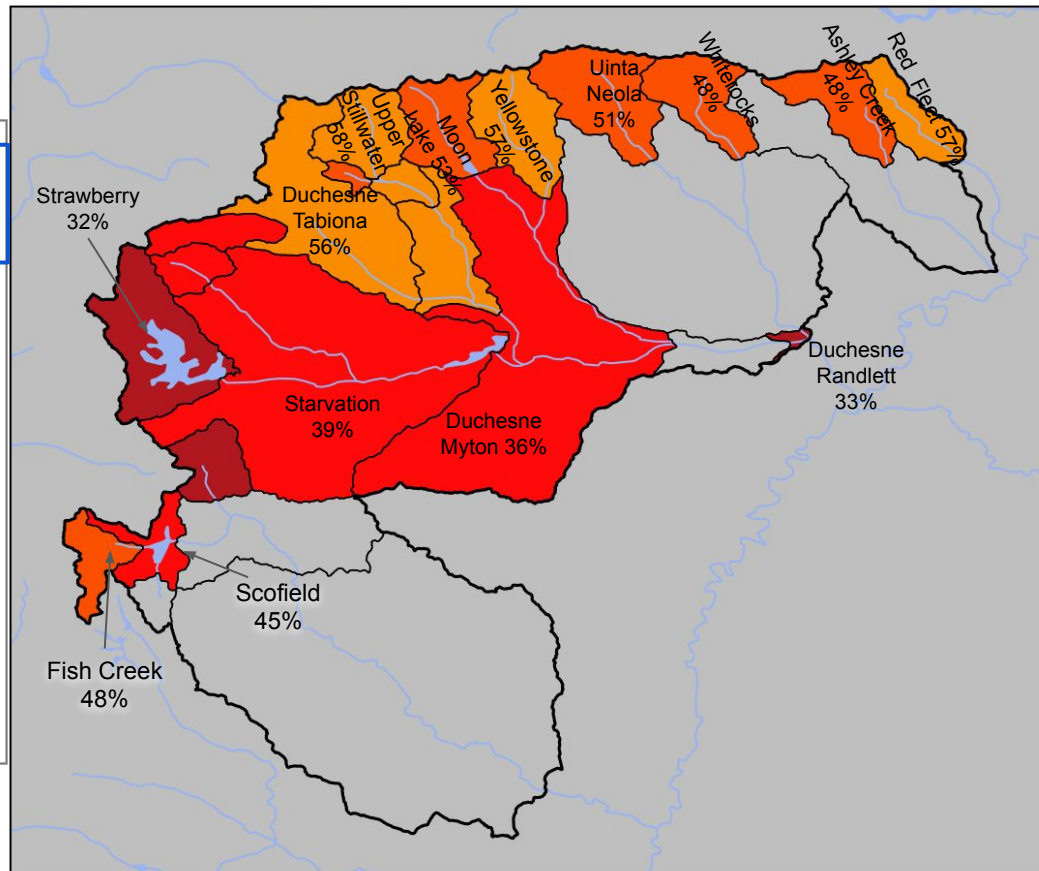 Strawberry
32%
Duchesne
Tabiona
56%
Upper
Stillwater
58%
Moon
Lake 53%
Yellowstone
57%
Uinta
Neola
51%
Whiterocks
48%
Ashley Creek
48%
Red Fleet 57%
Starvation
39%
Duchesne
Myton 36%
Duchesne
Randlett
33%
Scofield
45%
Fish Creek
48%